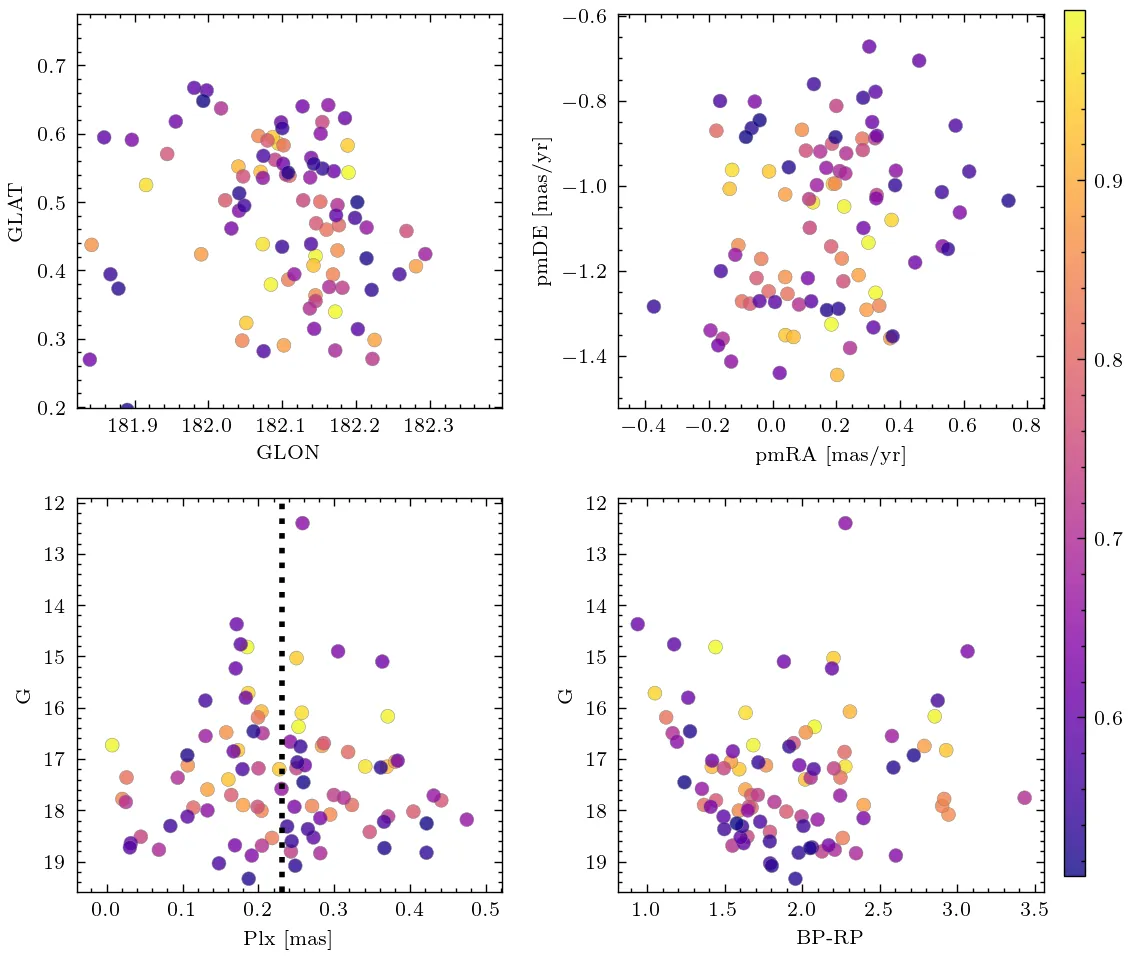 0.7
0.6
0.5
0.4
0.3
0.2
GLAT
181.9 182.0 182.1 182.2 182.3
GLON
−0.6
−0.8
−1.0
−1.2
−1.4
pmDE [mas/yr]
−0.4 −0.2 0.0 0.2 0.4 0.6 0.8
pmRA [mas/yr]
12
13
14
15
16
17
18
19
G
0.0 0.1 0.2 0.3 0.4 0.5
Plx [mas]
12
13
14
15
16
17
18
19
G
1.0 1.5 2.0 2.5 3.0 3.5
BP-RP
0.9
0.8
0.7
0.6